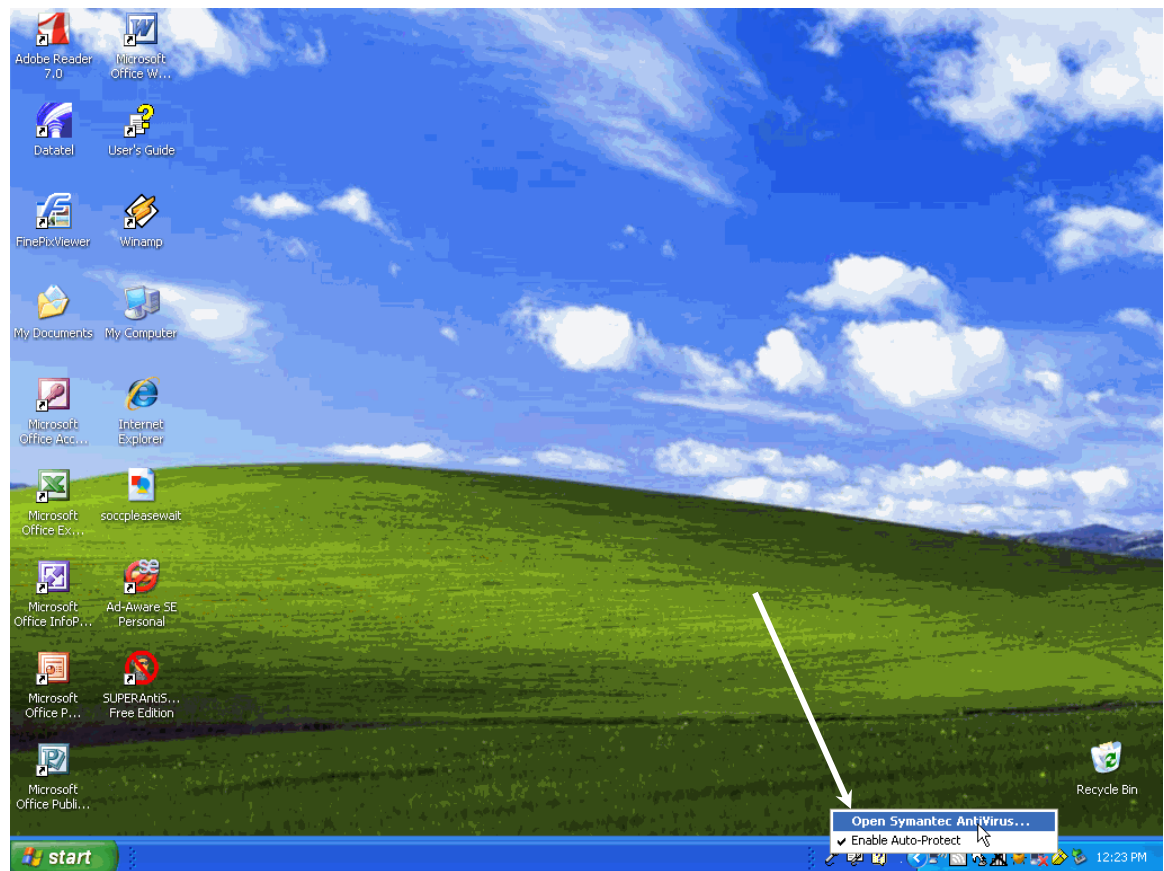 Adobe Reader
7.0
Microsoft
Office W...
Datatel
User's Guide
FinePixViewer
Winamp
My Documents
My Computer
Microsoft
Office Acc...
Internet
Explorer
Microsoft
Office Ex...
soccpleasewait
Microsoft
Office InfoP...
Ad-Aware SE
Personal
Microsoft
Office P...
SUPERAntiS...
Free Edition
Microsoft
Office Publi...
Recycle Bin
Open Symantec AntiVirus...
Enable Auto-Protect
start
12:23 PM